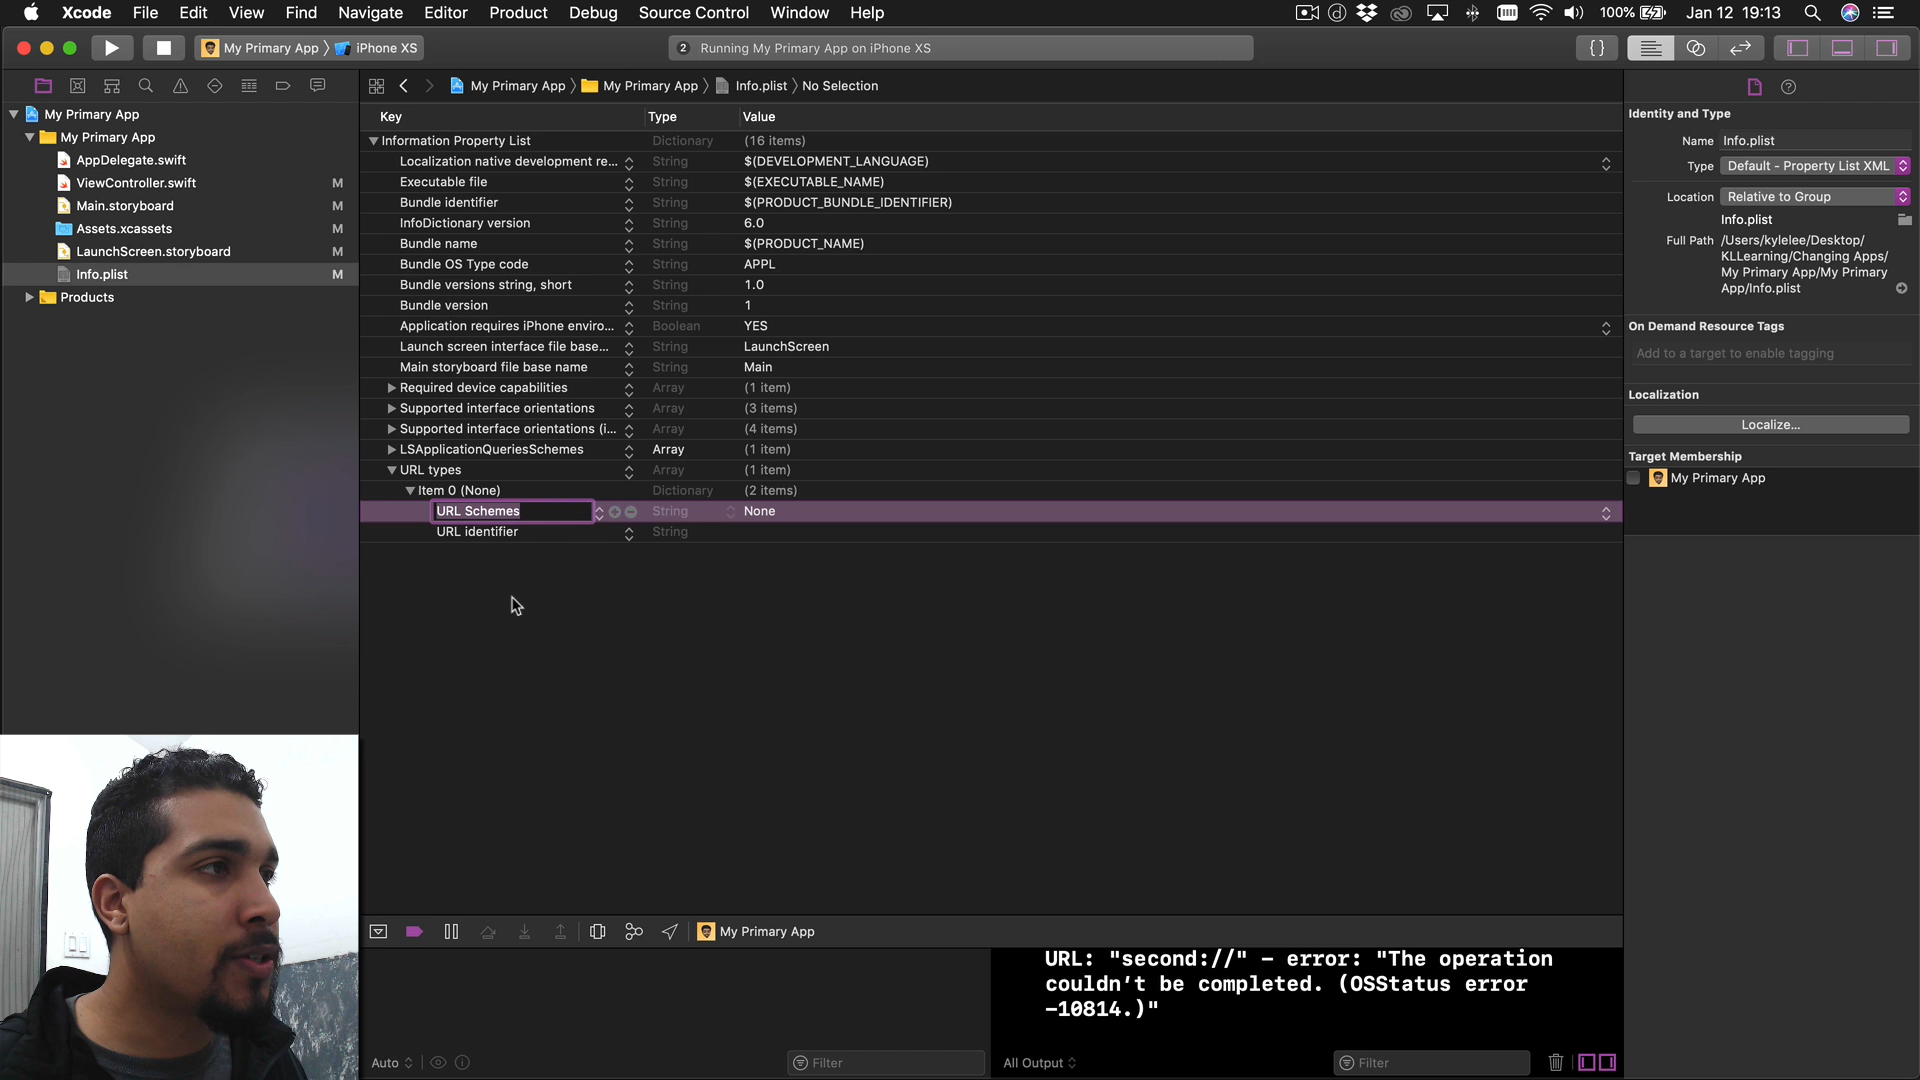 Xcode File Edit View Find Navigate Editor Product Debug Source Control Window Help 100% Jan 12 19:13
My Primary App iPhone XS 2 Running My Primary App on iPhone XS {}
My Primary App My Primary App Info.plist No Selection
My Primary App
My Primary App
AppDelegate.swift
ViewController.swift M
Main.storyboard M
Assets.xcassets M
LaunchScreen.storyboard M
Info.plist M
Products
Key Type Value
Information Property List Dictionary (16 items)
Localization native development re... String $(DEVELOPMENT_LANGUAGE)
Executable file String $(EXECUTABLE_NAME)
Bundle identifier String $(PRODUCT_BUNDLE_IDENTIFIER)
InfoDictionary version String 6.0
Bundle name String $(PRODUCT_NAME)
Bundle OS Type code String APPL
Bundle versions string, short String 1.0
Bundle version String 1
Application requires iPhone enviro... Boolean YES
Launch screen interface file base... String LaunchScreen
Main storyboard file base name String Main
Required device capabilities Array (1 item)
Supported interface orientations Array (3 items)
Supported interface orientations (i... Array (4 items)
LSApplicationQueriesSchemes Array (1 item)
URL types Array (1 item)
Item 0 (None) Dictionary (2 items)
URL Schemes String None
URL identifier String
Identity and Type
Name Info.plist
Type Default - Property List XML
Location Relative to Group
Info.plist
Full Path /Users/kylelee/Desktop/
KLLearning/Changing Apps/
My Primary App/My Primary
App/Info.plist
On Demand Resource Tags
Add to a target to enable tagging
Localization
Localize...
Target Membership
My Primary App
My Primary App
URL: "second://" - error: "The operation
couldn't be completed. (OSStatus error
-10814.)"
Auto Filter All Output Filter